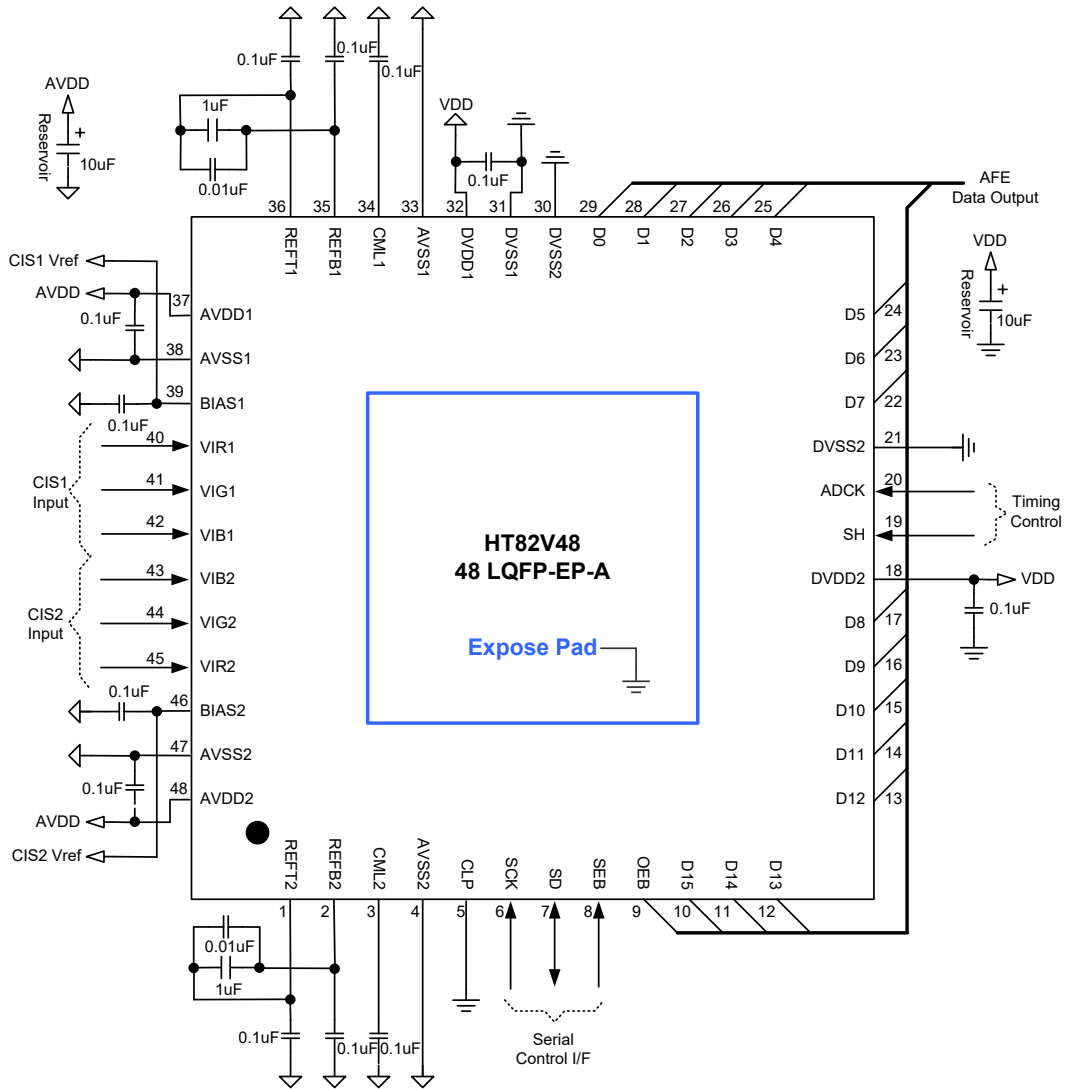 0.1uF
0.1uF
0.1uF
AVDD
Reservoir
+
10uF
1uF
0.01uF
VDD
0.1uF
AFE
Data Output
36
35
34
33
32
31
30
29
28
27
26
25
REFT1
REFB1
CML1
AVSS1
DVDD1
DVSS1
DVSS2
D0
D1
D2
D3
D4
VDD
Reservoir
+
10uF
CIS1 Vref
AVDD
37
AVDD1
0.1uF
38
AVSS1
39
BIAS1
0.1uF
40
VIR1
CIS1
Input
41
VIG1
42
VIB1
43
VIB2
CIS2
Input
44
VIG2
45
VIR2
0.1uF
46
BIAS2
47
AVSS2
0.1uF
48
AVDD2
AVDD
CIS2 Vref
HT82V48
48 LQFP-EP-A
Expose Pad
D5
24
D6
23
D7
22
DVSS2
21
ADCK
20
Timing
Control
SH
19
DVDD2
18
VDD
0.1uF
D8
17
D9
16
D10
15
D11
14
D12
13
REFT2
REFB2
CML2
AVSS2
CLP
SCK
SD
SEB
OEB
D15
D14
D13
1
2
3
4
5
6
7
8
9
10
11
12
0.01uF
1uF
0.1uF
0.1uF
0.1uF
Serial
Control I/F